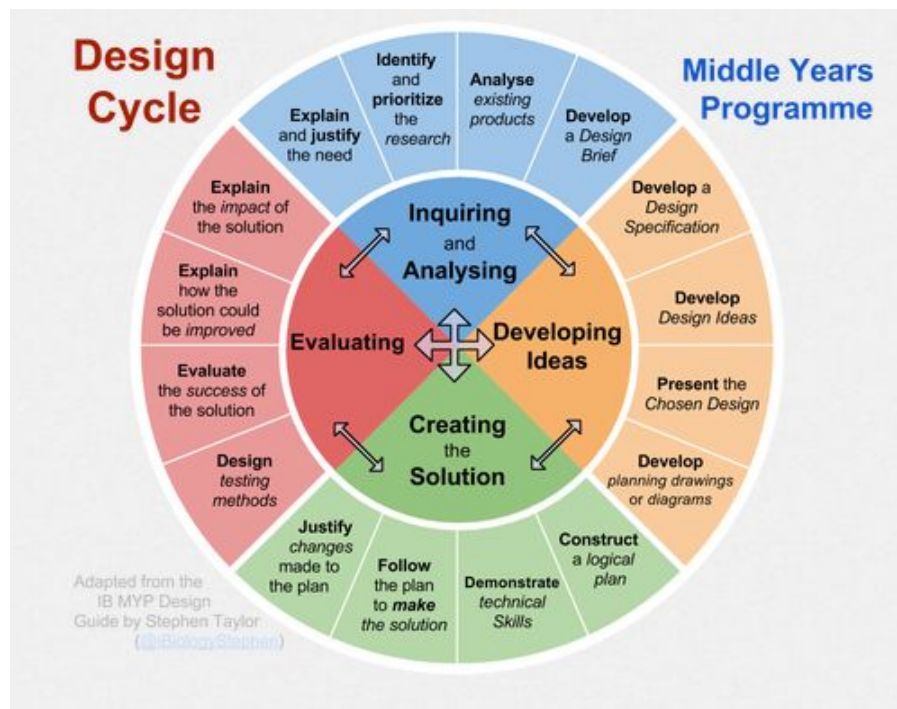 Design
Cycle
Middle Years
Programme
Explain
and justify
the need
Identify
and
prioritize
the
research
Analyse
existing
products
Develop
a Design
Brief
Develop a
Design
Specification
Develop
Design Ideas
Present the
Chosen Design
Develop
planning drawings
or diagrams
Construct
a logical
plan
Demonstrate
technical
Skills
Follow
the plan
to make
the solution
Justify
changes
made to
the plan
Design
testing
methods
Evaluate
the success of
the solution
Explain
how the
solution could
be improved
Explain
the impact of
the solution
Inquiring
and
Analysing
Developing
Ideas
Creating
the
Solution
Evaluating
Adapted from the
IB MYP Design
Guide by Stephen Taylor
(@iBiologyStephen)